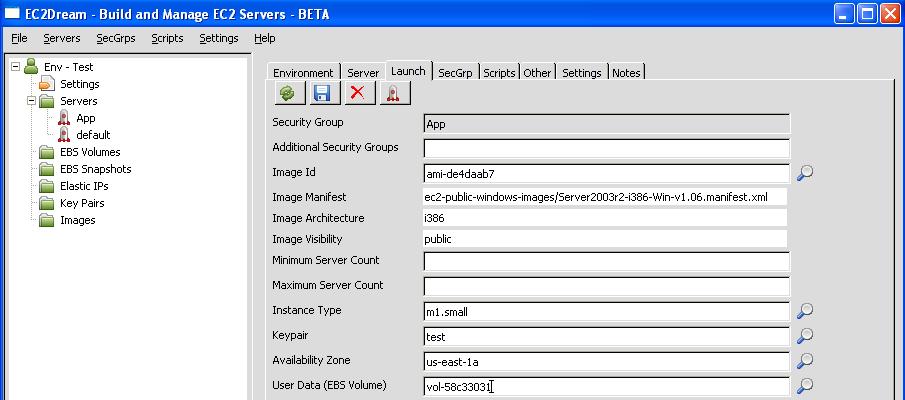 EC2Dream - Build and Manage EC2 Servers - BETA
File Servers SecGrps Scripts Settings Help
Env - Test
Settings
Servers
App
default
EBS Volumes
EBS Snapshots
Elastic IPs
Key Pairs
Images
Environment Server Launch SecGrp Scripts Other Settings Notes
Security Group App
Additional Security Groups
Image Id ami-de4daab7
Image Manifest ec2-public-windows-images/Server2003r2-i386-Win-v1.06.manifest.xml
Image Architecture i386
Image Visibility public
Minimum Server Count
Maximum Server Count
Instance Type m1.small
Keypair test
Availability Zone us-east-1a
User Data (EBS Volume) vol-58c33031